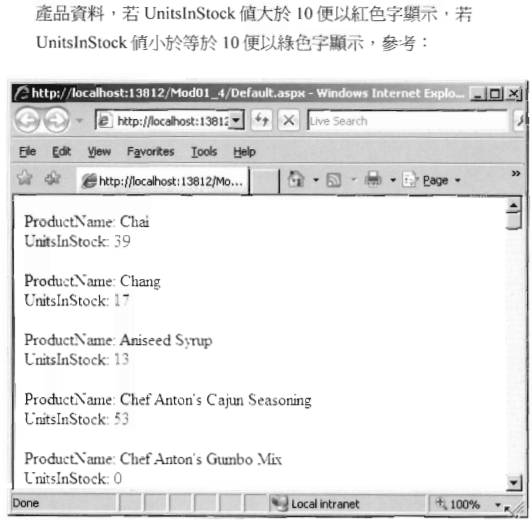 產品資料，若 UnitsInStock 值大於 10 便以紅色字顯示，若
UnitsInStock 值小於等於 10 便以綠色字顯示，參考：
http://localhost:13812/Mod01_4/Default.aspx - Windows Internet Explo...
http://localhost:1381
Live Search
File Edit View Favorites Tools Help
http://localhost:13812/Mo...
Page
ProductName: Chai
UnitsInStock: 39
ProductName: Chang
UnitsInStock: 17
ProductName: Aniseed Syrup
UnitsInStock: 13
ProductName: Chef Anton's Cajun Seasoning
UnitsInStock: 53
ProductName: Chef Anton's Gumbo Mix
UnitsInStock: 0
Done
Local intranet
100%